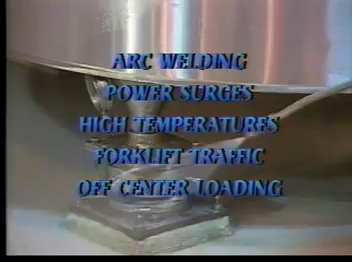 ARC WELDING
POWER SURGES
HIGH TEMPERATURES
FORKLIFT TRAFFIC
OFF CENTER LOADING